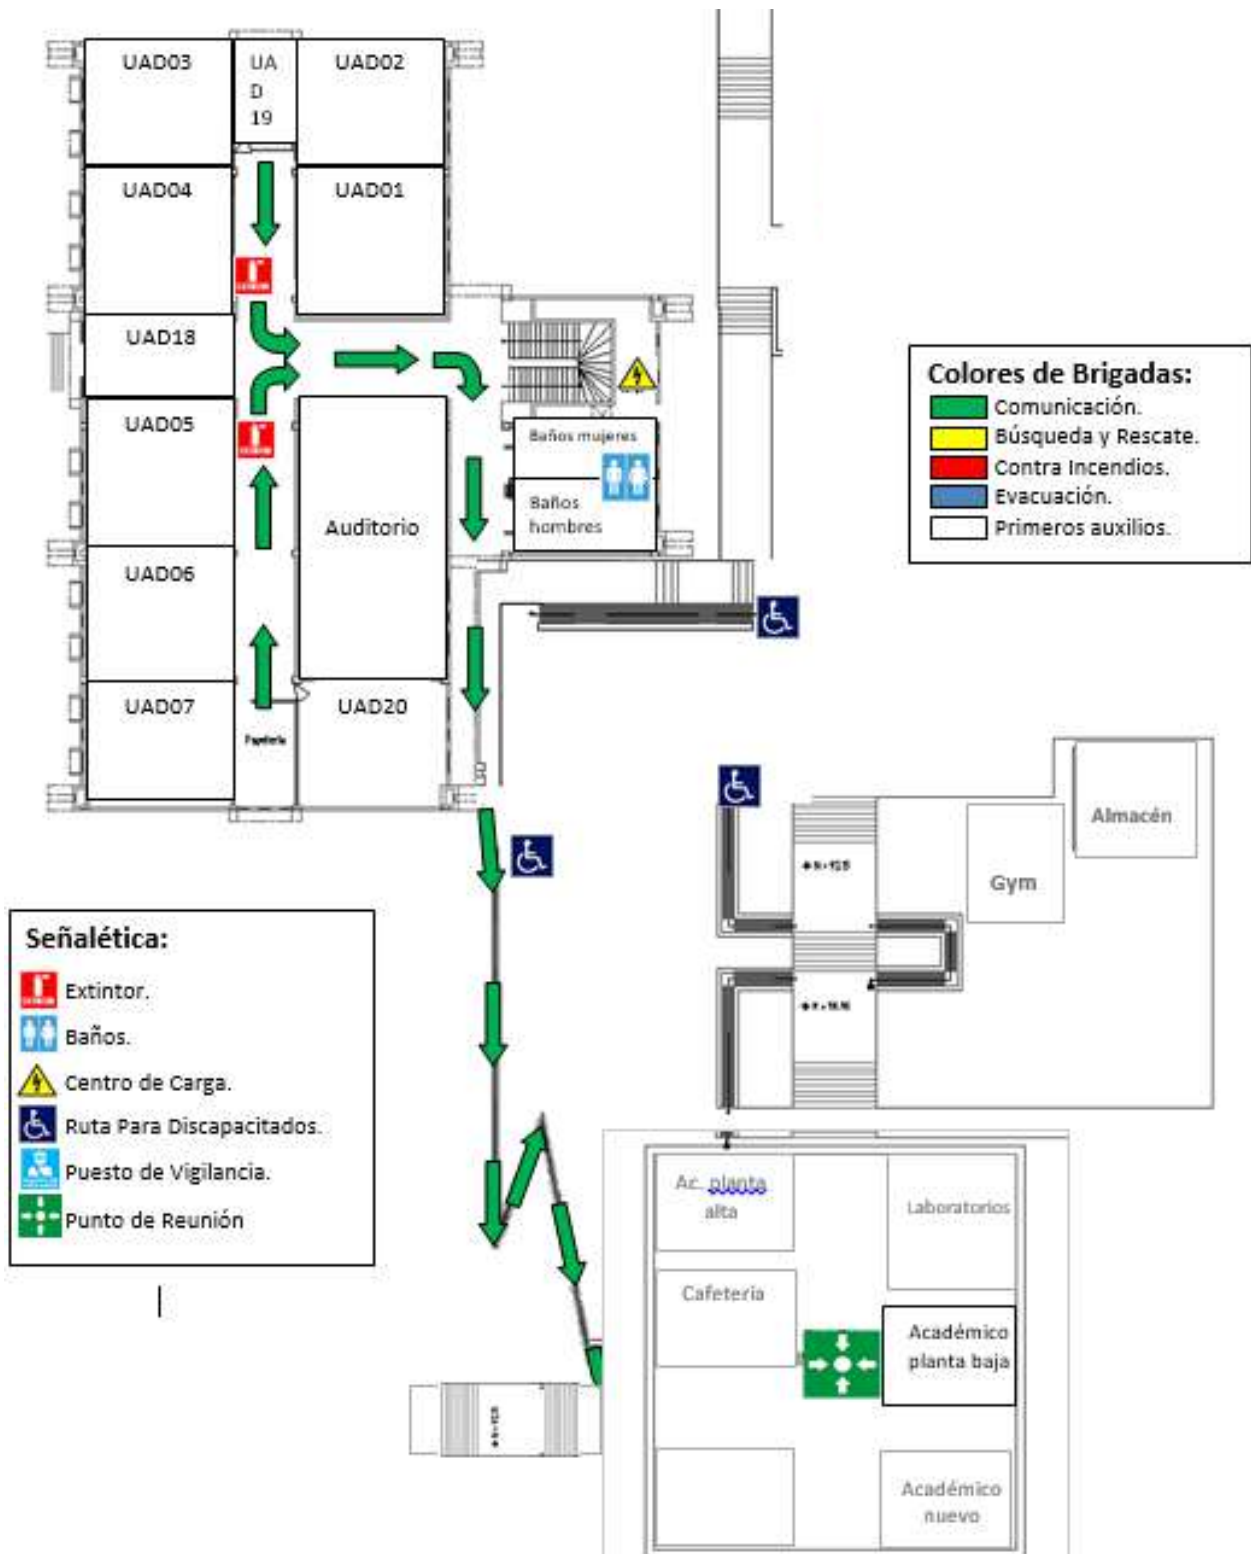 UAD03
UA
D
19
UAD02
UAD04
UAD01
UAD18
UAD05
Baños mujeres
Baños
hombres
Auditorio
UAD06
UAD07
UAD20
Papelería
Colores de Brigadas:
Comunicación.
Búsqueda y Rescate.
Contra Incendios.
Evacuación.
Primeros auxilios.
Almacén
Gym
Señalética:
Extintor.
Baños.
Centro de Carga.
Ruta Para Discapacitados.
Puesto de Vigilancia.
Punto de Reunión
Ac. planta
alta
Laboratorios
Cafeteria
Académico
planta baja
Académico
nuevo